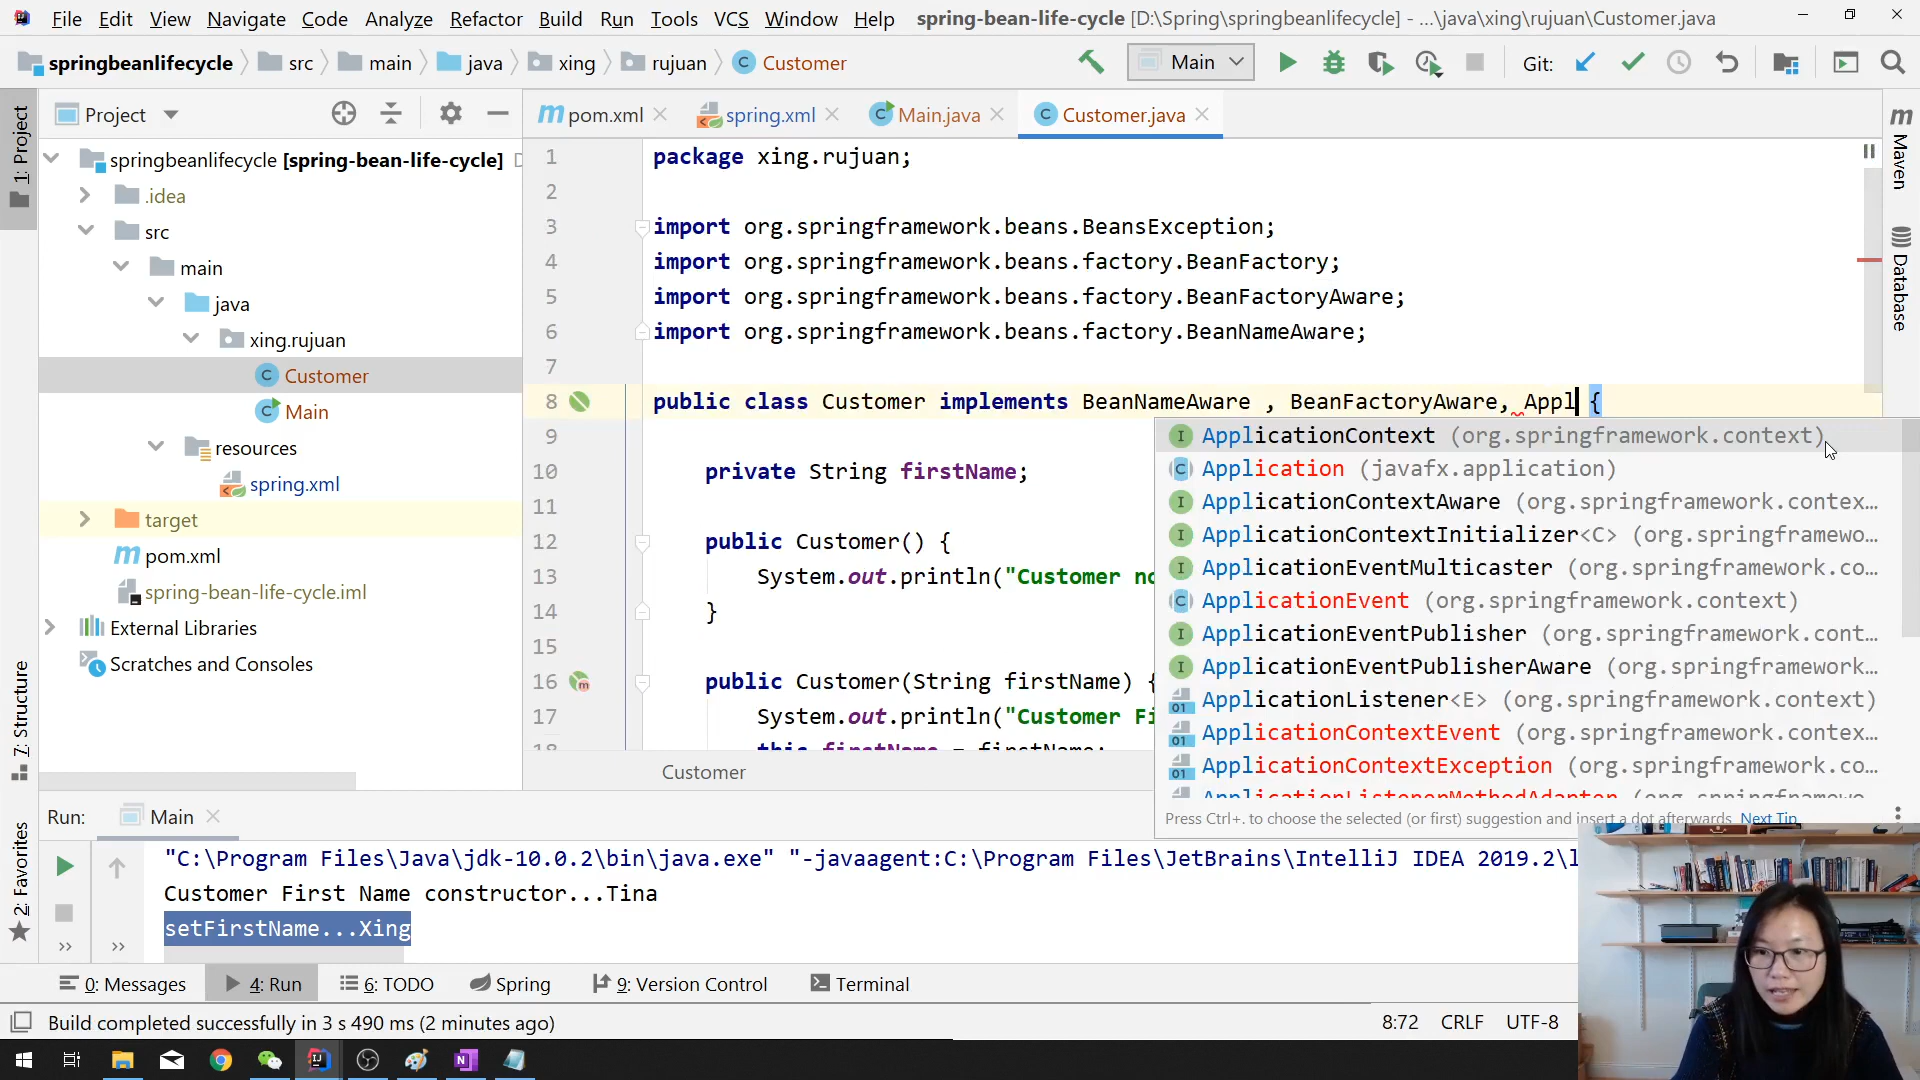 File Edit View Navigate Code Analyze Refactor Build Run Tools VCS Window Help spring-bean-life-cycle [D:\Spring\springbeanlifecycle] - ...\java\xing\rujuan\Customer.java
springbeanlifecycle src main java xing rujuan Customer Main Git:
Project
pom.xml spring.xml Main.java Customer.java
springbeanlifecycle [spring-bean-life-cycle]
.idea
src
main
java
xing.rujuan
Customer
Main
resources
spring.xml
target
pom.xml
spring-bean-life-cycle.iml
External Libraries
Scratches and Consoles
1: Project
7: Structure
2: Favorites
Maven
Database
1 package xing.rujuan;
2
3 import org.springframework.beans.BeansException;
4 import org.springframework.beans.factory.BeanFactory;
5 import org.springframework.beans.factory.BeanFactoryAware;
6 import org.springframework.beans.factory.BeanNameAware;
7
8 public class Customer implements BeanNameAware , BeanFactoryAware, Appl {
9
10 private String firstName;
11
12 public Customer() {
13 System.out.println("Customer no
14 }
15
16 public Customer(String firstName) {
17 System.out.println("Customer Fi
18 this.firstName = firstName;
ApplicationContext (org.springframework.context)
Application (javafx.application)
ApplicationContextAware (org.springframework.contex...
ApplicationContextInitializer<C> (org.springframewo...
ApplicationEventMulticaster (org.springframework.co...
ApplicationEvent (org.springframework.context)
ApplicationEventPublisher (org.springframework.cont...
ApplicationEventPublisherAware (org.springframework...
ApplicationListener<E> (org.springframework.context)
ApplicationContextEvent (org.springframework.contex...
ApplicationContextException (org.springframework.co...
ApplicationListenerMethodAdapter (org.springframewo...
Press Ctrl+. to choose the selected (or first) suggestion and insert a dot afterwards Next Tip
Customer
Run: Main
"C:\Program Files\Java\jdk-10.0.2\bin\java.exe" "-javaagent:C:\Program Files\JetBrains\IntelliJ IDEA 2019.2\l
Customer First Name constructor...Tina
setFirstName...Xing
0: Messages 4: Run 6: TODO Spring 9: Version Control Terminal
Build completed successfully in 3 s 490 ms (2 minutes ago) 8:72 CRLF UTF-8